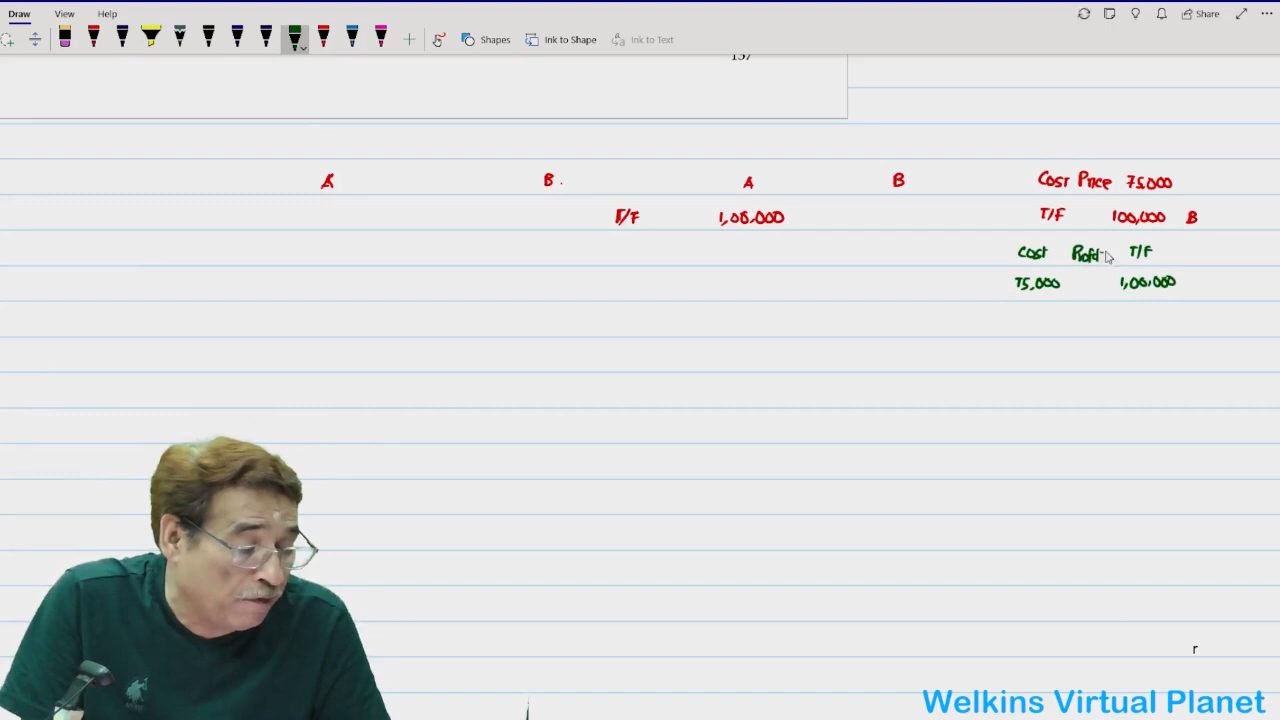 Draw View Help
Share
Shapes Ink to Shape Ink to Text
137
A B. A B Cost Price 75,000
T/F 1,00,000 T/F 100,000 B
Cost Profit T/F
75,000 1,00,000
r
Welkins Virtual Planet